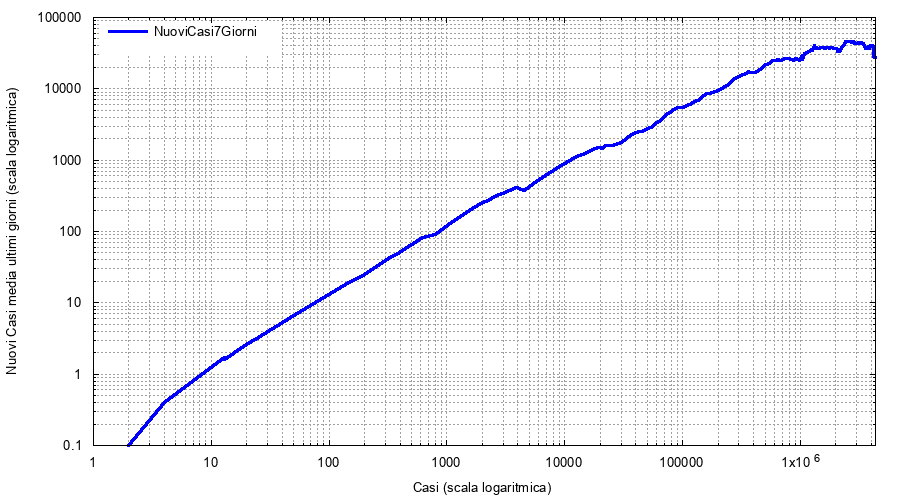 100000
10000
1000
100
10
1
0.1
NuoviCasi7Giorni
Nuovi Casi media ultimi giorni (scala logaritmica)
1 10 100 1000 10000 100000 1x10 6
Casi (scala logaritmica)